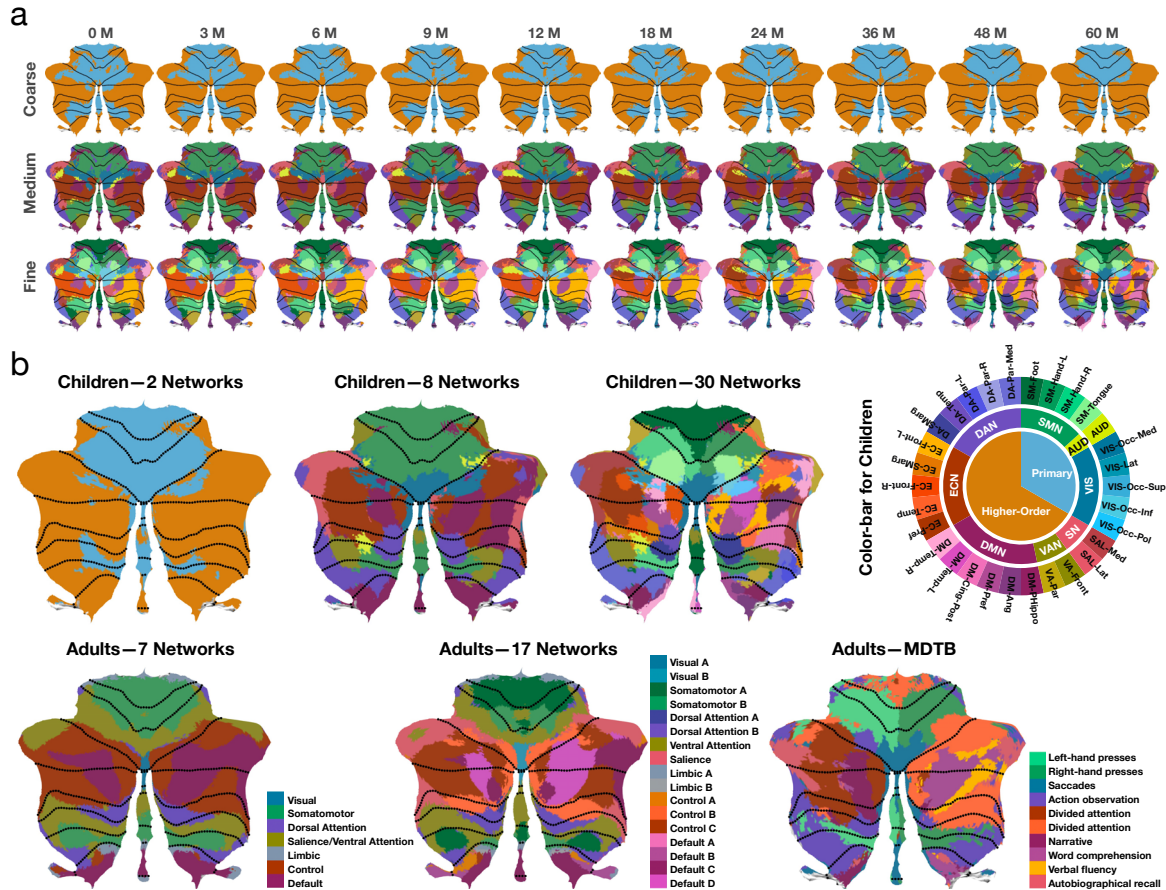 a
0 M 3 M 6 M 9 M 12 M 18 M 24 M 36 M 48 M 60 M
Coarse
Medium
Fine
b
Children—2 Networks
Children—8 Networks
Children—30 Networks
Color-bar for Children
Primary
Higher-Order
SMN
AUD
VIS
SN
VAN
DMN
ECN
DAN
SM-Foot
SM-Hand-L
SM-Hand-R
SM-Tongue
AUD
VIS-Occ-Med
VIS-Lat
VIS-Occ-Sup
VIS-Occ-Inf
VIS-Occ-Pol
SAL-Med
SAL-Lat
VA-Front
VA-Par
DM-PHippo
DM-Ang
DM-Pref
DM-Cing-Post
DM-Temp-L
DM-Temp-R
EC-Pref
EC-Temp
EC-Front-R
EC-SMarg
EC-Front-L
DA-SMarg
DA-Temp
DA-Par-L
DA-Par-R
DA-Par-Med
Adults—7 Networks
Visual
Somatomotor
Dorsal Attention
Salience/Ventral Attention
Limbic
Control
Default
Adults—17 Networks
Visual A
Visual B
Somatomotor A
Somatomotor B
Dorsal Attention A
Dorsal Attention B
Ventral Attention
Salience
Limbic A
Limbic B
Control A
Control B
Control C
Default A
Default B
Default C
Default D
Adults—MDTB
Left-hand presses
Right-hand presses
Saccades
Action observation
Divided attention
Divided attention
Narrative
Word comprehension
Verbal fluency
Autobiographical recall